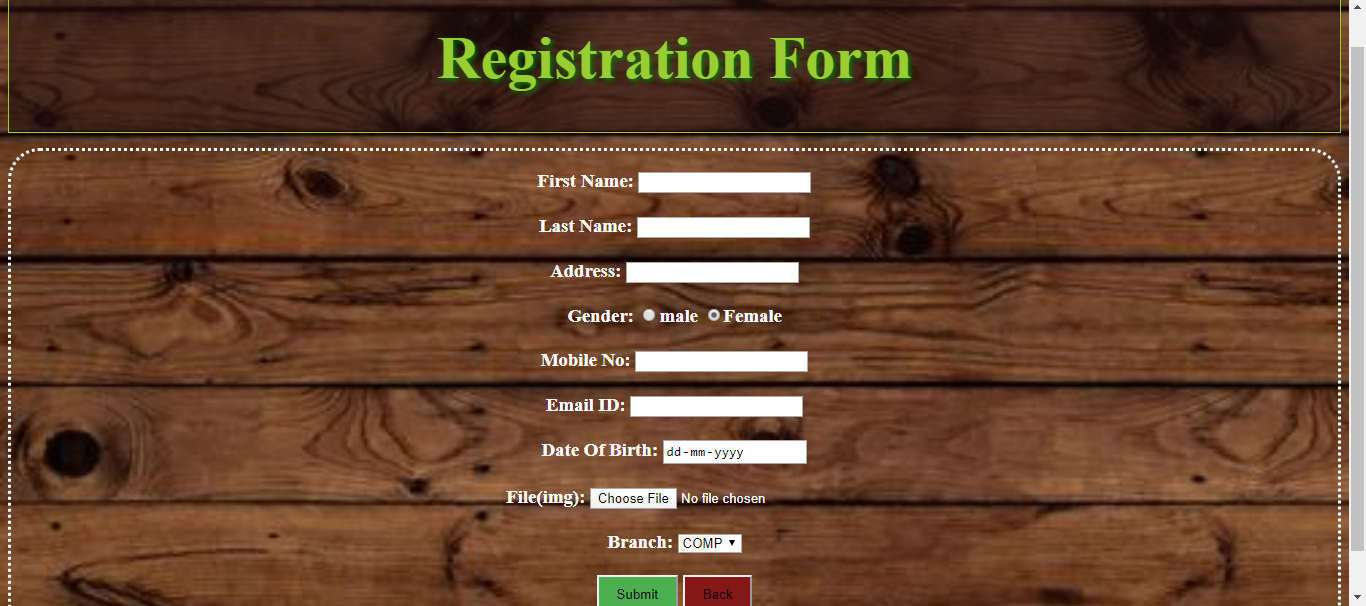 Registration Form
First Name:
Last Name:
Address:
Gender: male Female
Mobile No:
Email ID:
Date Of Birth: dd-mm-yyyy
File(img): Choose File No file chosen
Branch: COMP
Submit Back